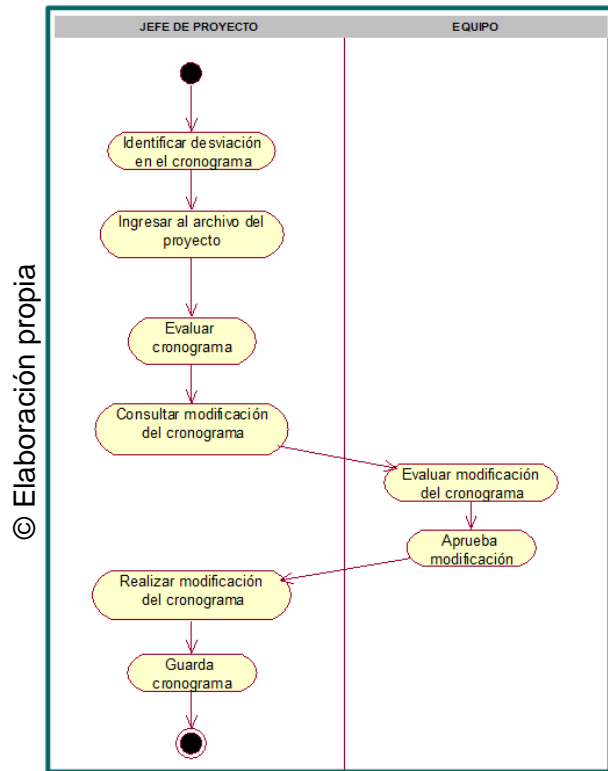 JEFE DE PROYECTO
EQUIPO
Identificar desviación
en el cronograma
Ingresar al archivo del
proyecto
Evaluar
cronograma
Consultar modificación
del cronograma
Evaluar modificación
del cronograma
Aprueba
modificación
Realizar modificación
del cronograma
Guarda
cronograma
© Elaboración propia